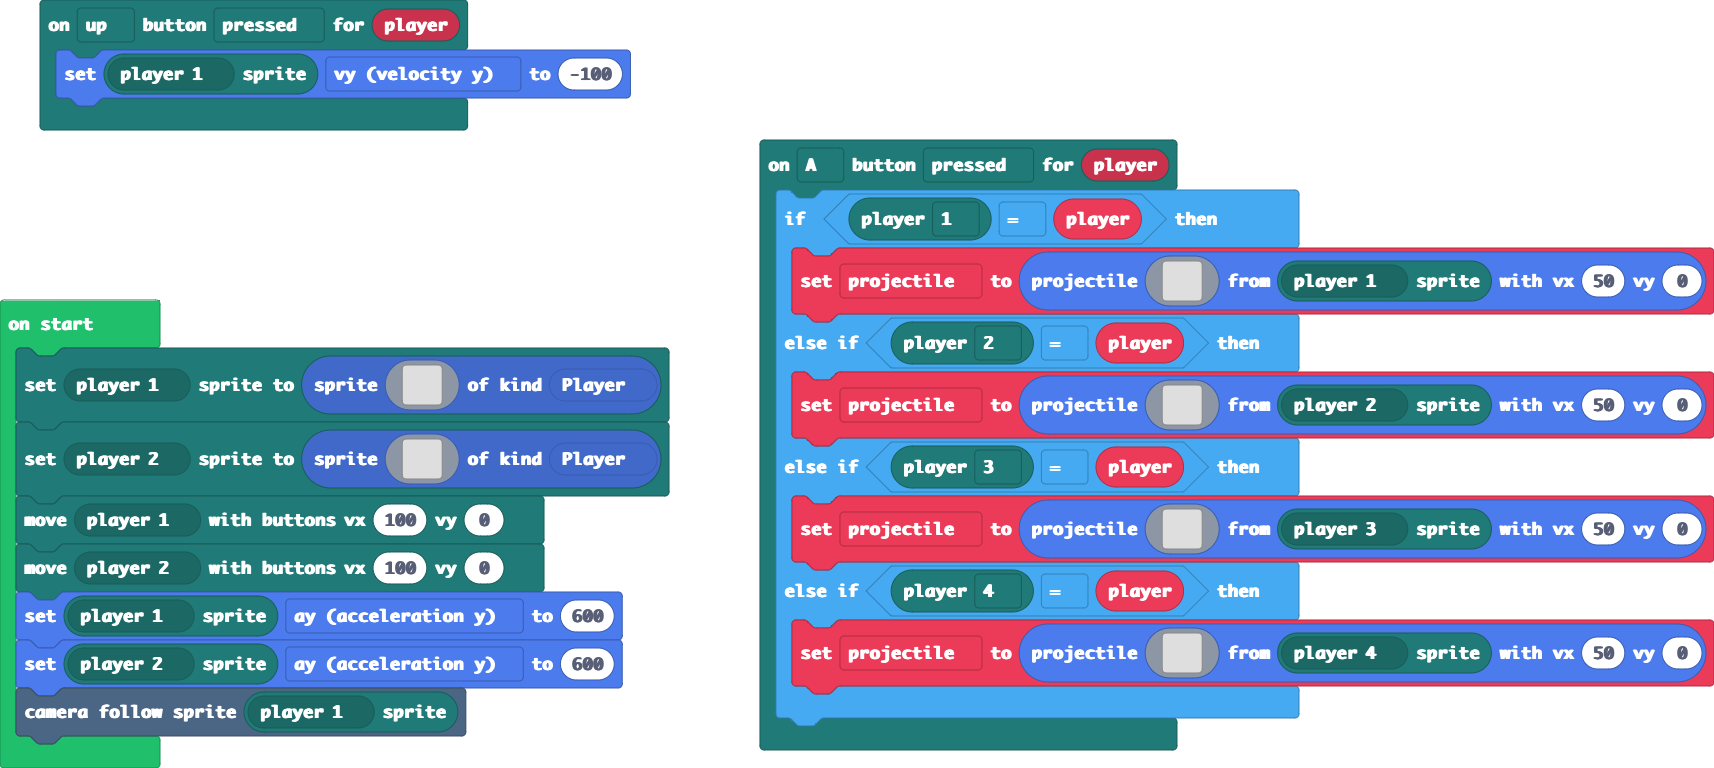 on up button pressed for player
set player 1 sprite vy (velocity y) to -100
on start
set player 1 sprite to sprite of kind Player
set player 2 sprite to sprite of kind Player
move player 1 with buttons vx 100 vy 0
move player 2 with buttons vx 100 vy 0
set player 1 sprite ay (acceleration y) to 600
set player 2 sprite ay (acceleration y) to 600
camera follow sprite player 1 sprite
on A button pressed for player
if player 1 = player then
set projectile to projectile from player 1 sprite with vx 50 vy 0
else if player 2 = player then
set projectile to projectile from player 2 sprite with vx 50 vy 0
else if player 3 = player then
set projectile to projectile from player 3 sprite with vx 50 vy 0
else if player 4 = player then
set projectile to projectile from player 4 sprite with vx 50 vy 0